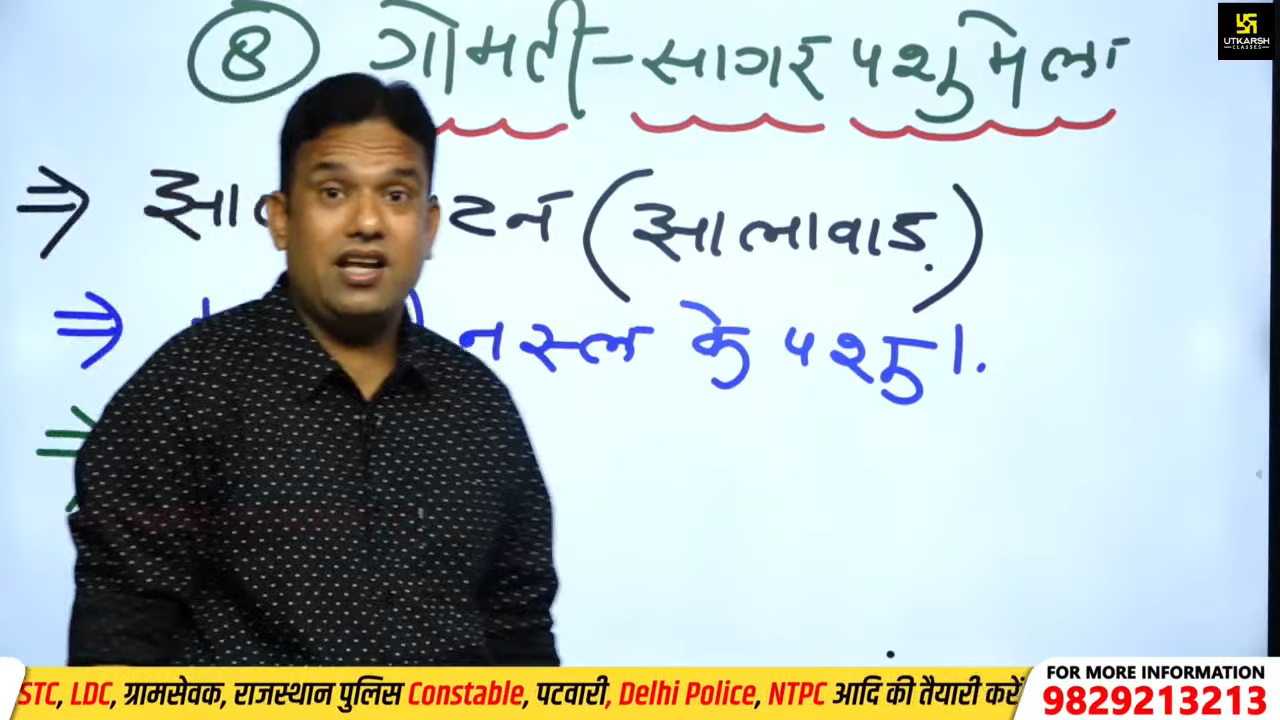 UTKARSH
CLASSES
8 गोमती-सागर पशुमेला
⇒ (झालावाड़)
⇒ नस्ल के पशु।
⇒
STC, LDC, ग्रामसेवक, राजस्थान पुलिस Constable, पटवारी, Delhi Police, NTPC आदि की तैयारी करें
FOR MORE INFORMATION
9829213213